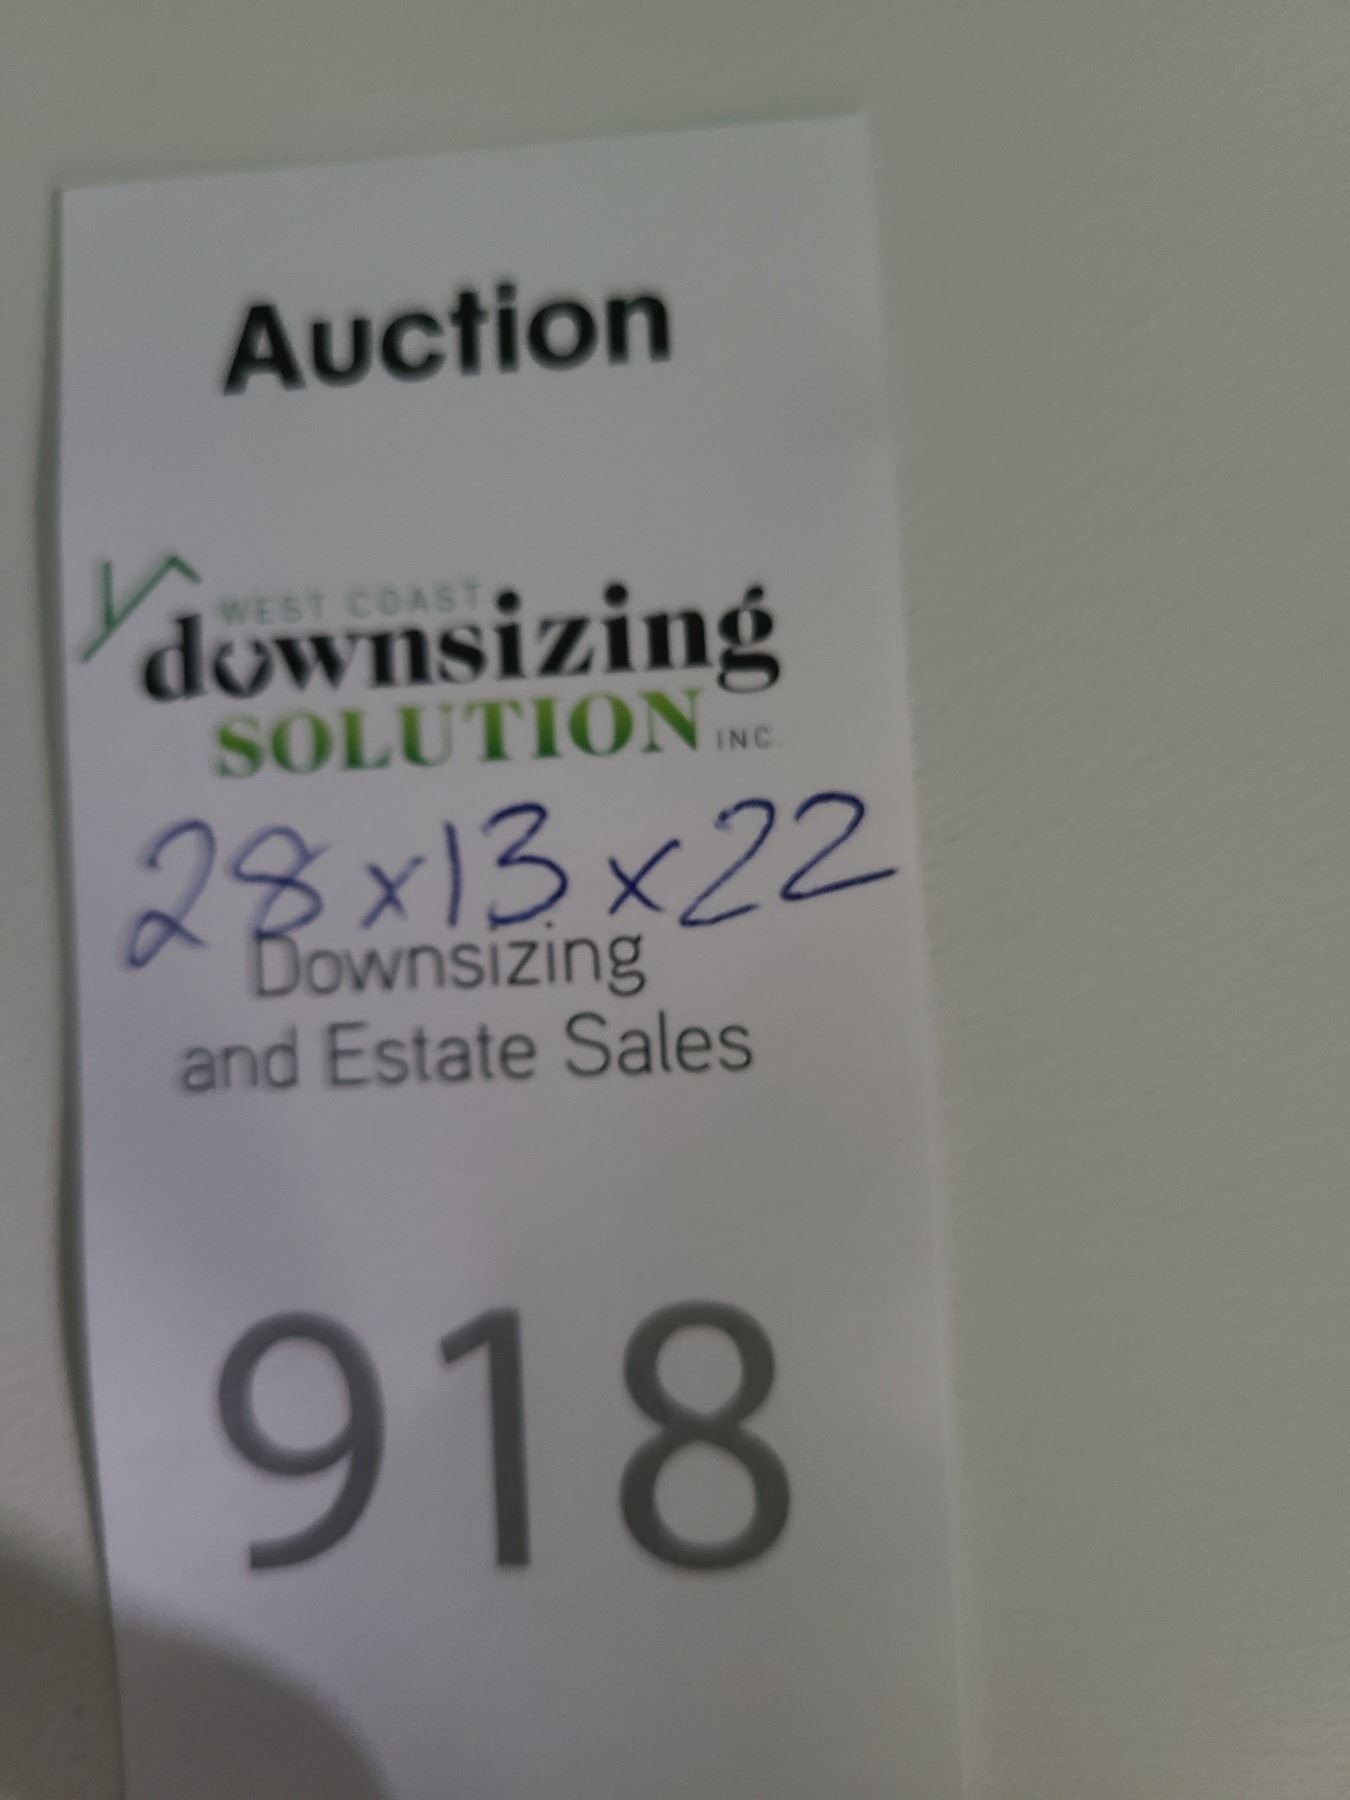 Auction
WEST COAST
downsizing
SOLUTION INC.
28x13x22
Downsizing
and Estate Sales
918